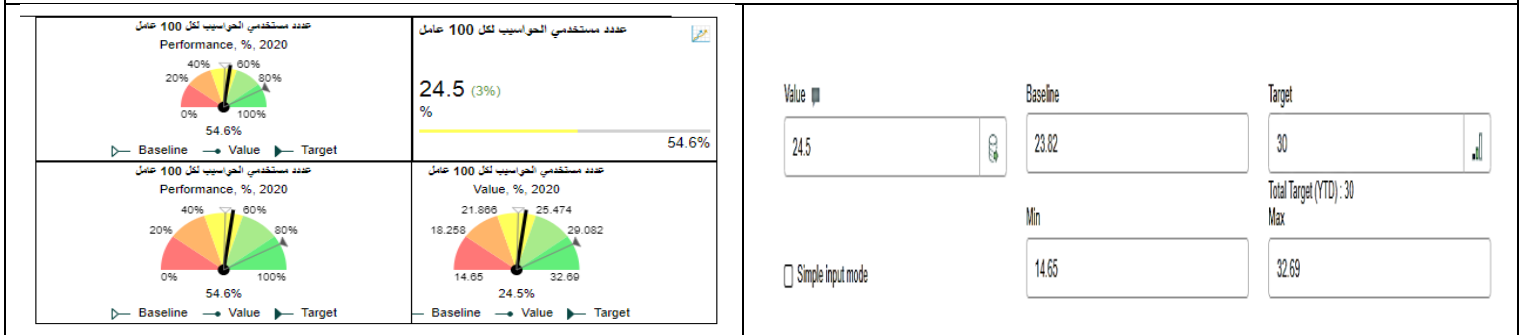 عددد مستخدمي الحواسيب لكل 100 عامل
Performance, %, 2020
40% 60%
20% 80%
0% 100%
54.6%
Baseline Value Target
عددد مستخدمي الحواسيب لكل 100 عامل
24.5 (3%)
%
54.6%
عددد مستخدمي الحواسيب لكل 100 عامل
Performance, %, 2020
40% 60%
20% 80%
0% 100%
54.6%
Baseline Value Target
عددد مستخدمي الحواسيب لكل 100 عامل
Value, %, 2020
21.866 25.474
18.258 29.082
14.65 32.69
24.5%
Baseline Value Target
Value Baseline Target
24.5 23.82 30
Total Target (YTD) : 30
Min Max
Simple input mode 14.65 32.69